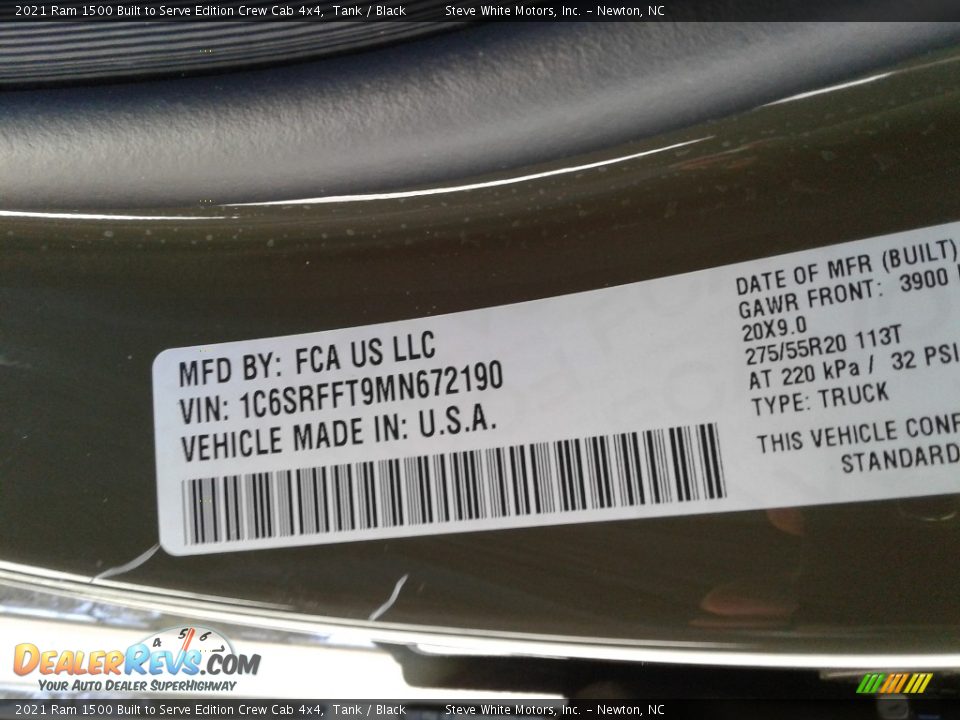 2021 Ram 1500 Built to Serve Edition Crew Cab 4x4, Tank / Black Steve White Motors, Inc. - Newton, NC
MFD BY: FCA US LLC
VIN: 1C6SRFFT9MN672190
VEHICLE MADE IN: U.S.A.
DATE OF MFR (BUILT)
GAWR FRONT: 3900
20X9.0
275/55R20 113T
AT 220 kPa / 32 PSI
TYPE: TRUCK
THIS VEHICLE CONF
STANDARD
4 5 6
DEALERREVS.COM
YOUR AUTO DEALER SUPERHIGHWAY
2021 Ram 1500 Built to Serve Edition Crew Cab 4x4, Tank / Black Steve White Motors, Inc. - Newton, NC